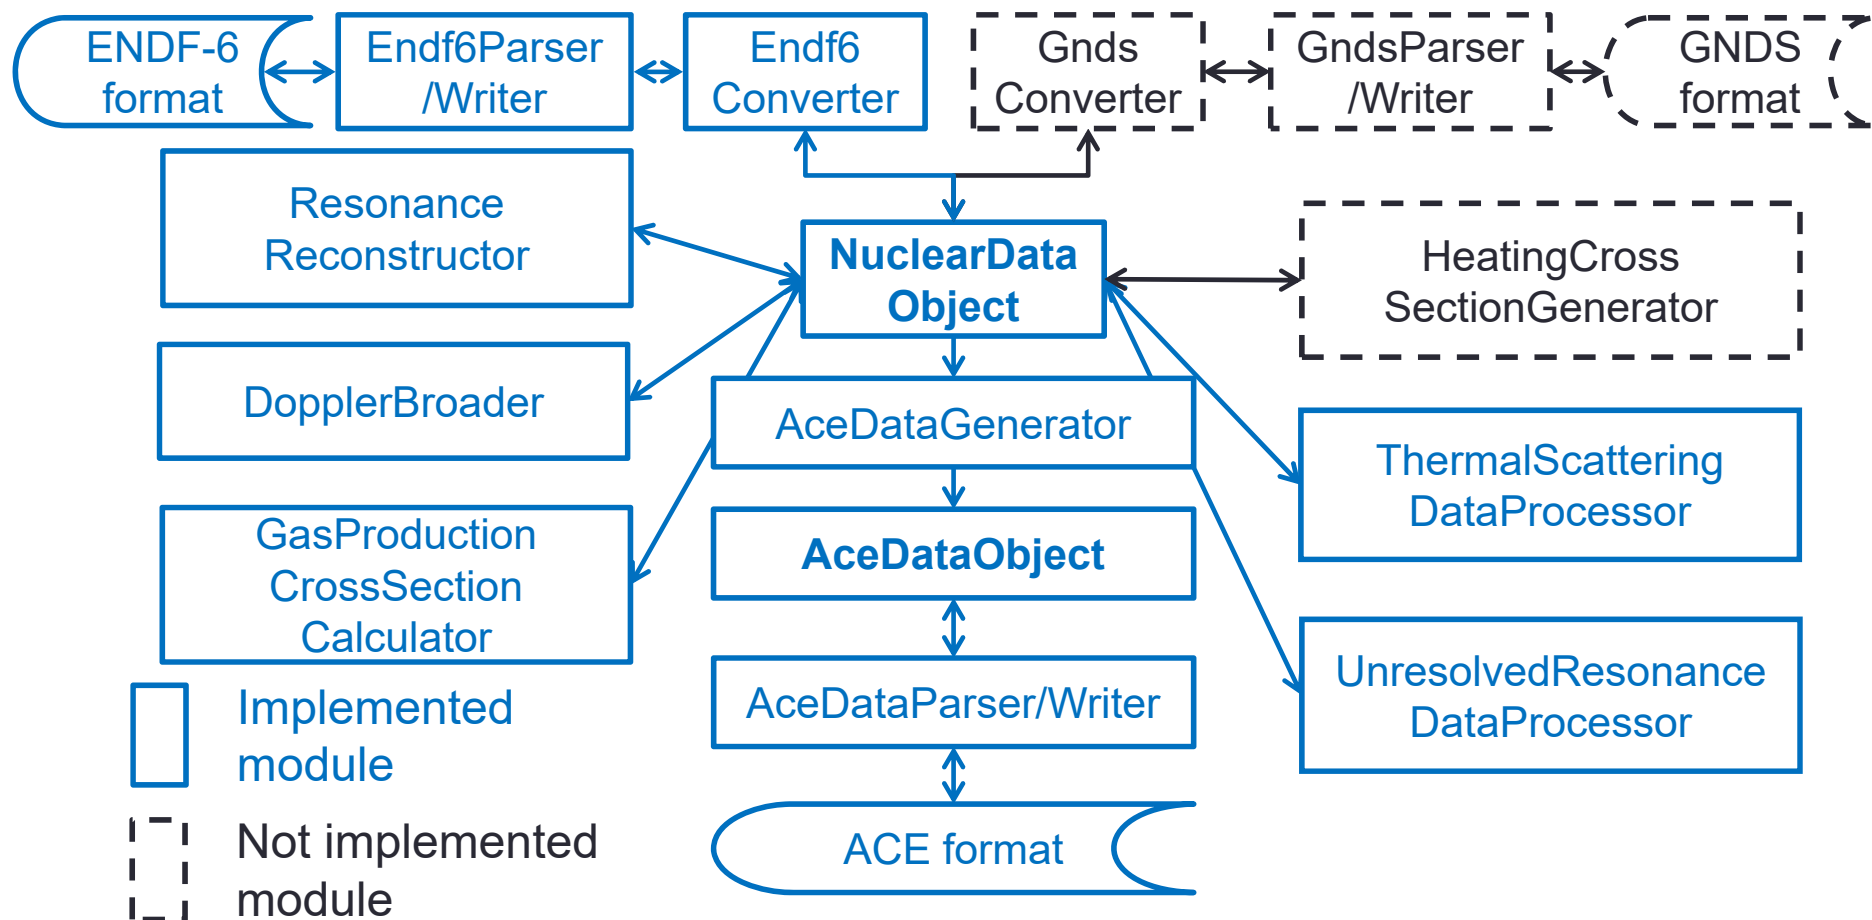 ENDF-6
format
Endf6Parser
/Writer
Endf6
Converter
Gnds
Converter
GndsParser
/Writer
GNDS
format
Resonance
Reconstructor
NuclearData
Object
HeatingCross
SectionGenerator
DopplerBroader
AceDataGenerator
ThermalScattering
DataProcessor
GasProduction
CrossSection
Calculator
AceDataObject
UnresolvedResonance
DataProcessor
AceDataParser/Writer
Implemented
module
ACE format
Not implemented
module